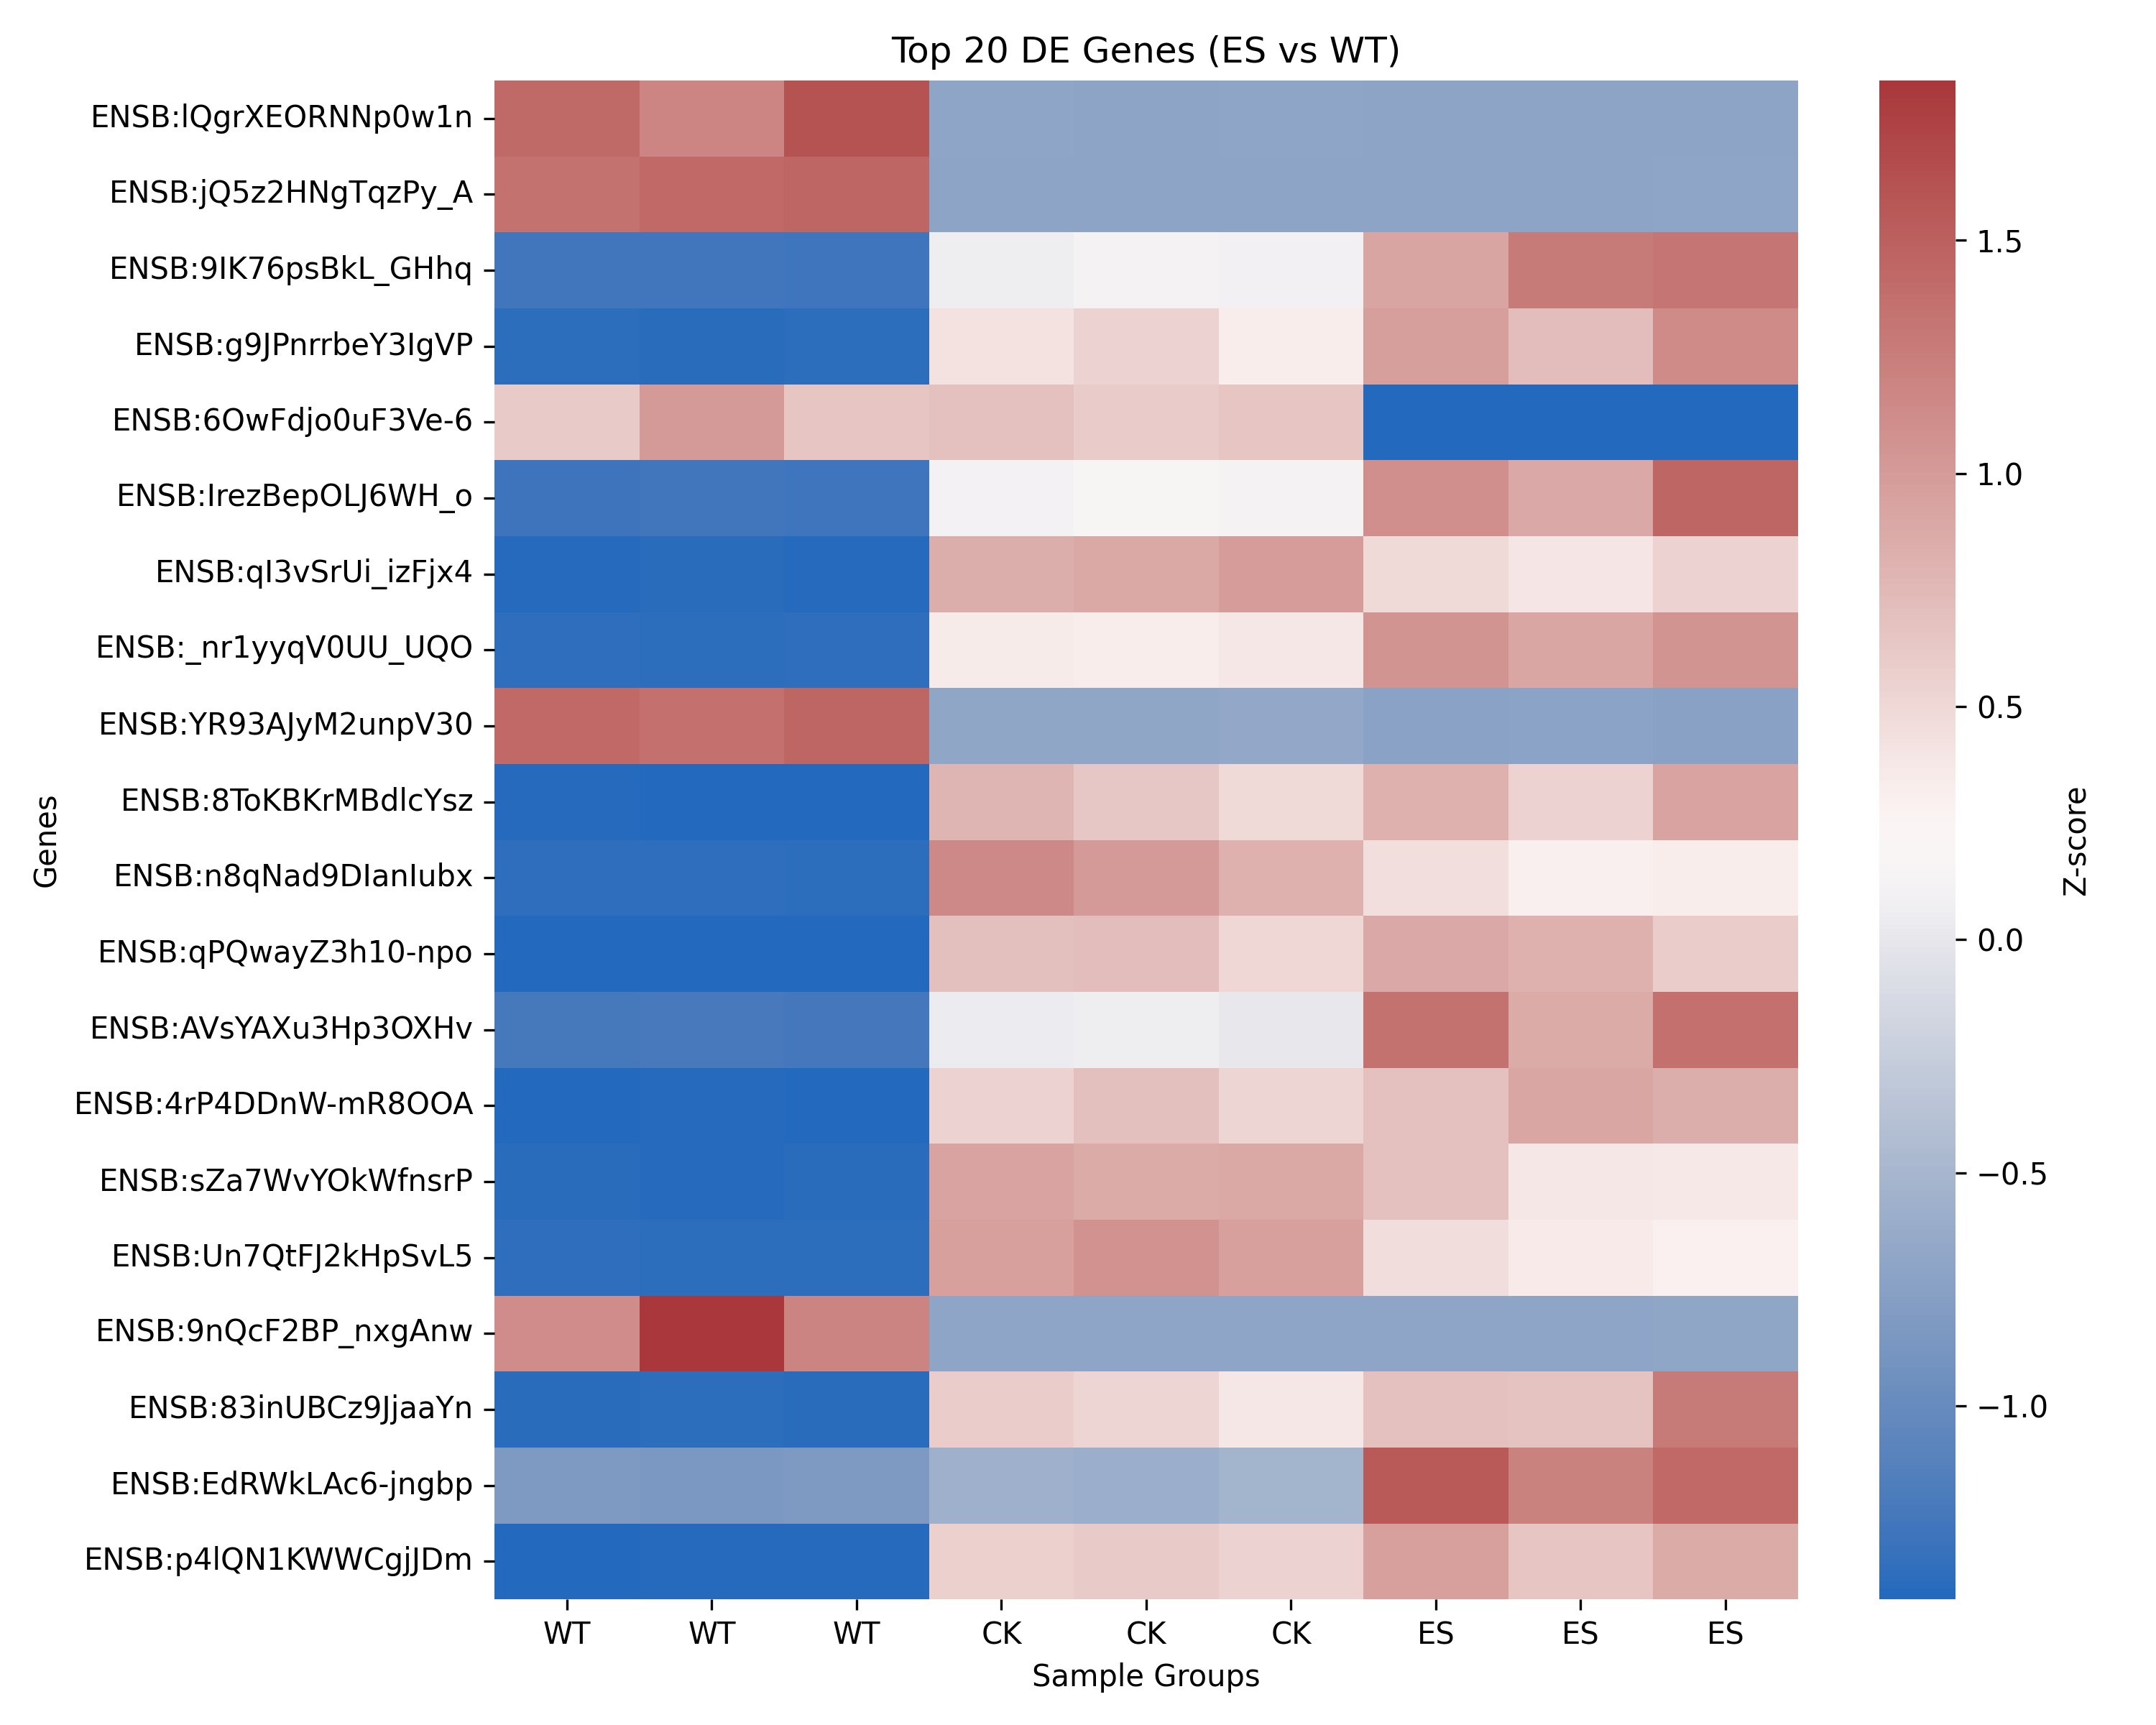 Top 20 DE Genes (ES vs WT)
ENSB:lQgrXEORNNp0w1n
ENSB:jQ5z2HNgTqzPy_A
ENSB:9IK76psBkL_GHhq
ENSB:g9JPnrrbeY3IgVP
ENSB:6OwFdjo0uF3Ve-6
ENSB:IrezBepOLJ6WH_o
ENSB:qI3vSrUi_izFjx4
ENSB:_nr1yyqV0UU_UQO
ENSB:YR93AJyM2unpV30
ENSB:8ToKBKrMBdlcYsz
ENSB:n8qNad9DIanIubx
ENSB:qPQwayZ3h10-npo
ENSB:AVsYAXu3Hp3OXHv
ENSB:4rP4DDnW-mR8OOA
ENSB:sZa7WvYOkWfnsrP
ENSB:Un7QtFJ2kHpSvL5
ENSB:9nQcF2BP_nxgAnw
ENSB:83inUBCz9JjaaYn
ENSB:EdRWkLAc6-jngbp
ENSB:p4lQN1KWWCgjJDm
Genes
WT WT WT CK CK CK ES ES ES
Sample Groups
1.5
1.0
0.5
0.0
−0.5
−1.0
Z-score